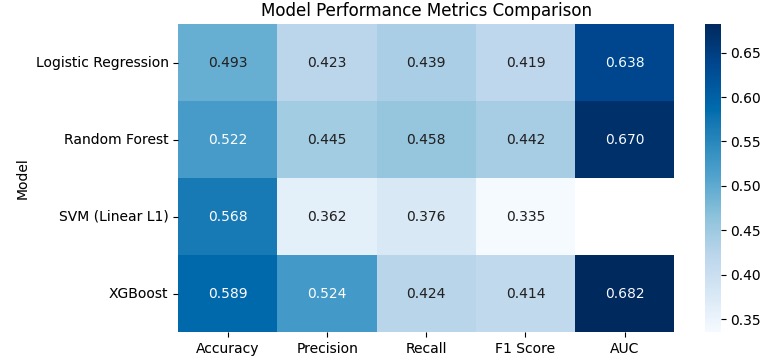 Model Performance Metrics Comparison
Model
Logistic Regression 0.493 0.423 0.439 0.419 0.638
Random Forest 0.522 0.445 0.458 0.442 0.670
SVM (Linear L1) 0.568 0.362 0.376 0.335
XGBoost 0.589 0.524 0.424 0.414 0.682
Accuracy Precision Recall F1 Score AUC
0.65
0.60
0.55
0.50
0.45
0.40
0.35